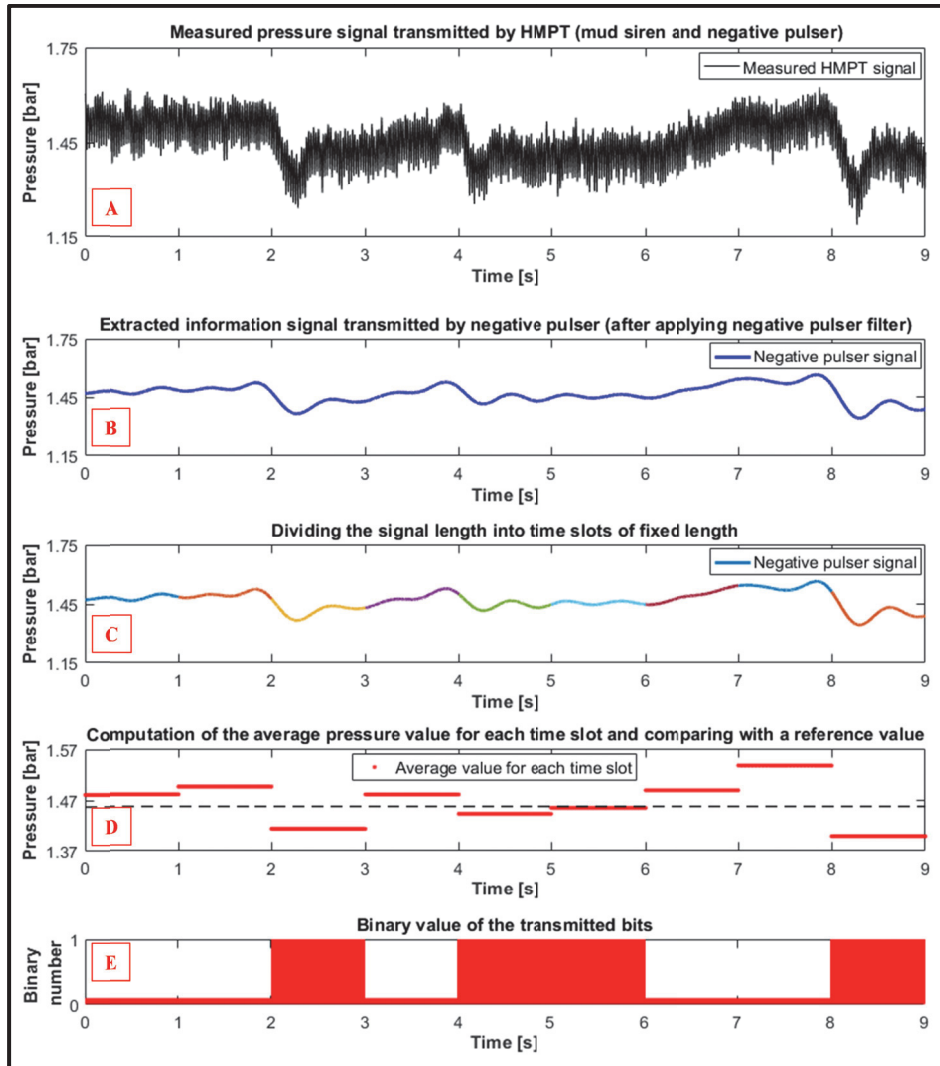 Measured pressure signal transmitted by HMPT (mud siren and negative pulser)
Pressure [bar]
1.75
1.45
1.15
Measured HMPT signal
A
0 1 2 3 4 5 6 7 8 9
Time [s]
Extracted information signal transmitted by negative pulser (after applying negative pulser filter)
Pressure [bar]
1.75
1.45
1.15
Negative pulser signal
B
0 1 2 3 4 5 6 7 8 9
Time [s]
Dividing the signal length into time slots of fixed length
Pressure [bar]
1.75
1.45
1.15
Negative pulser signal
C
0 1 2 3 4 5 6 7 8 9
Time [s]
Computation of the average pressure value for each time slot and comparing with a reference value
Pressure [bar]
1.57
1.47
1.37
Average value for each time slot
D
0 1 2 3 4 5 6 7 8 9
Time [s]
Binary value of the transmitted bits
Binary
number
1
0
E
0 1 2 3 4 5 6 7 8 9
Time [s]